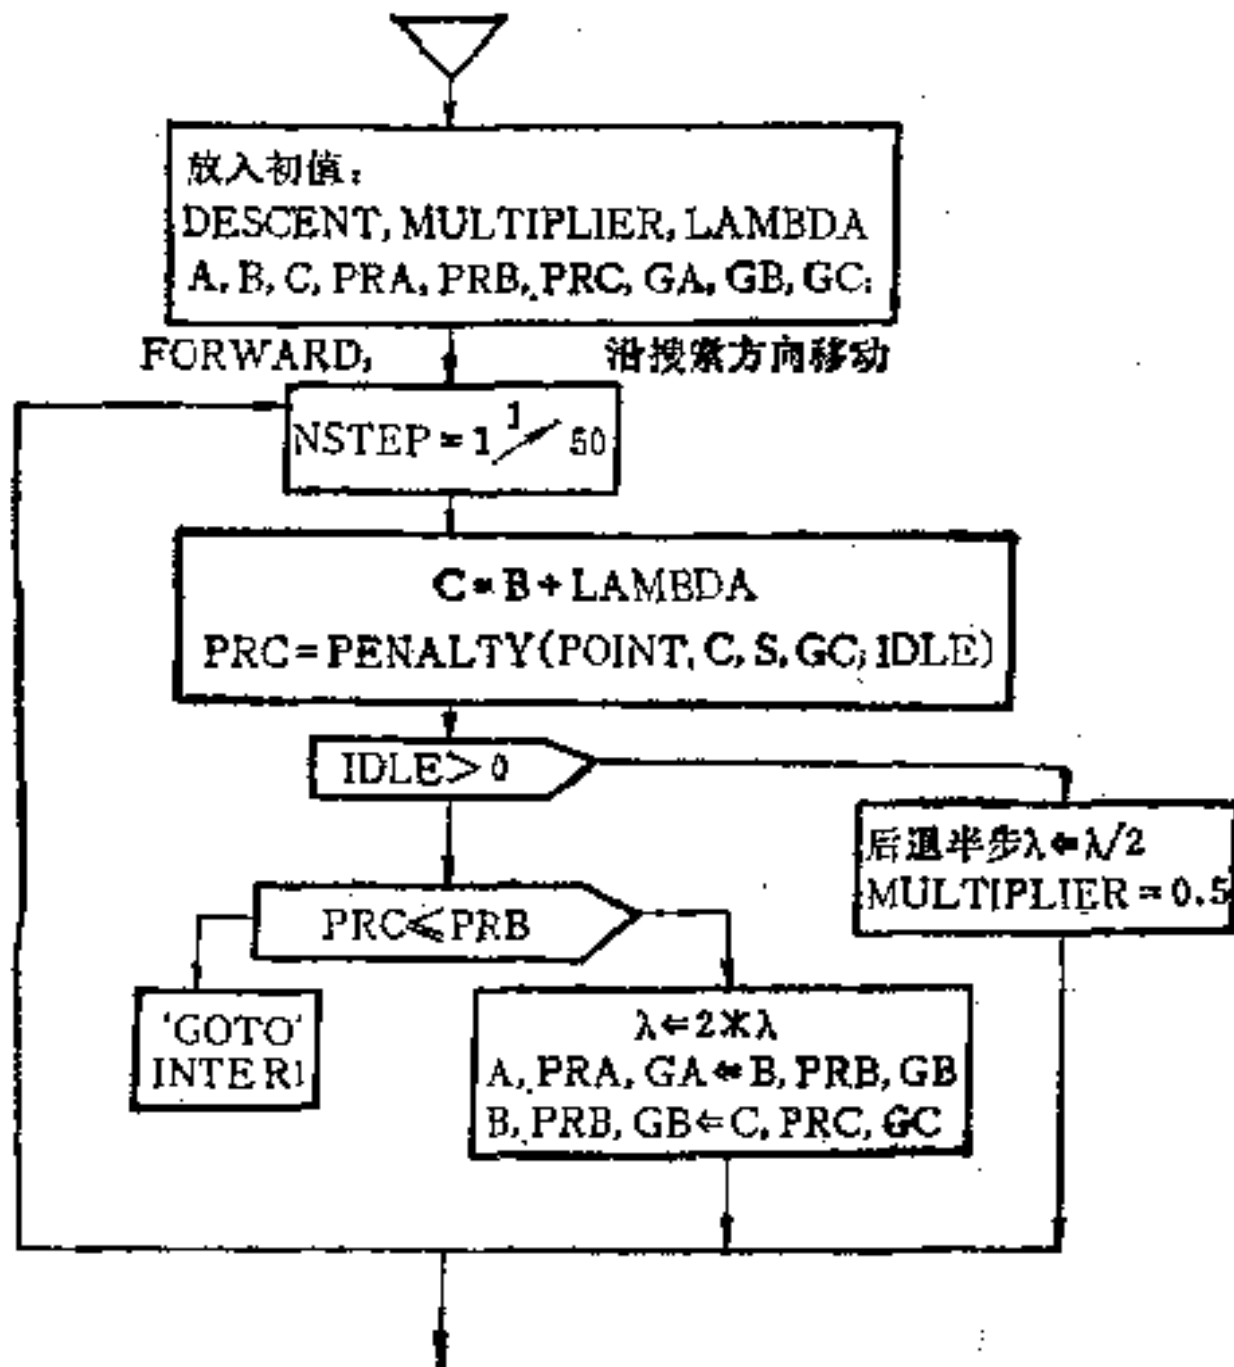 放入初值：
DESCENT, MULTIPLIER, LAMBDA
A, B, C, PRA, PRB, PRC, GA, GB, GC;
FORWARD,
沿搜索方向移动
NSTEP = 1 1 50
C = B + LAMBDA
PRC = PENALTY(POINT, C, S, GC, IDLE)
IDLE > 0
后退半步λ⇐λ/2
MULTIPLIER = 0.5
PRC ⩽ PRB
'GOTO'
INTER1
λ⇐2*λ
A, PRA, GA⇐B, PRB, GB
B, PRB, GB⇐C, PRC, GC